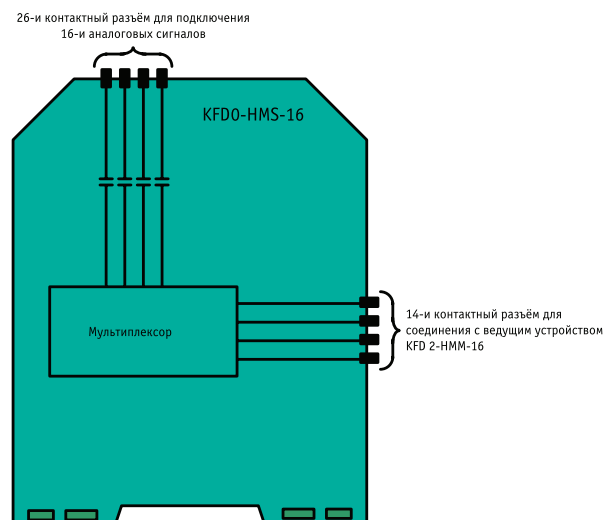 26-и контактный разъём для подключения
16-и аналоговых сигналов
KFD0-HMS-16
Мультиплексор
14-и контактный разъём для
соединения с ведущим устройством
KFD 2-HMM-16